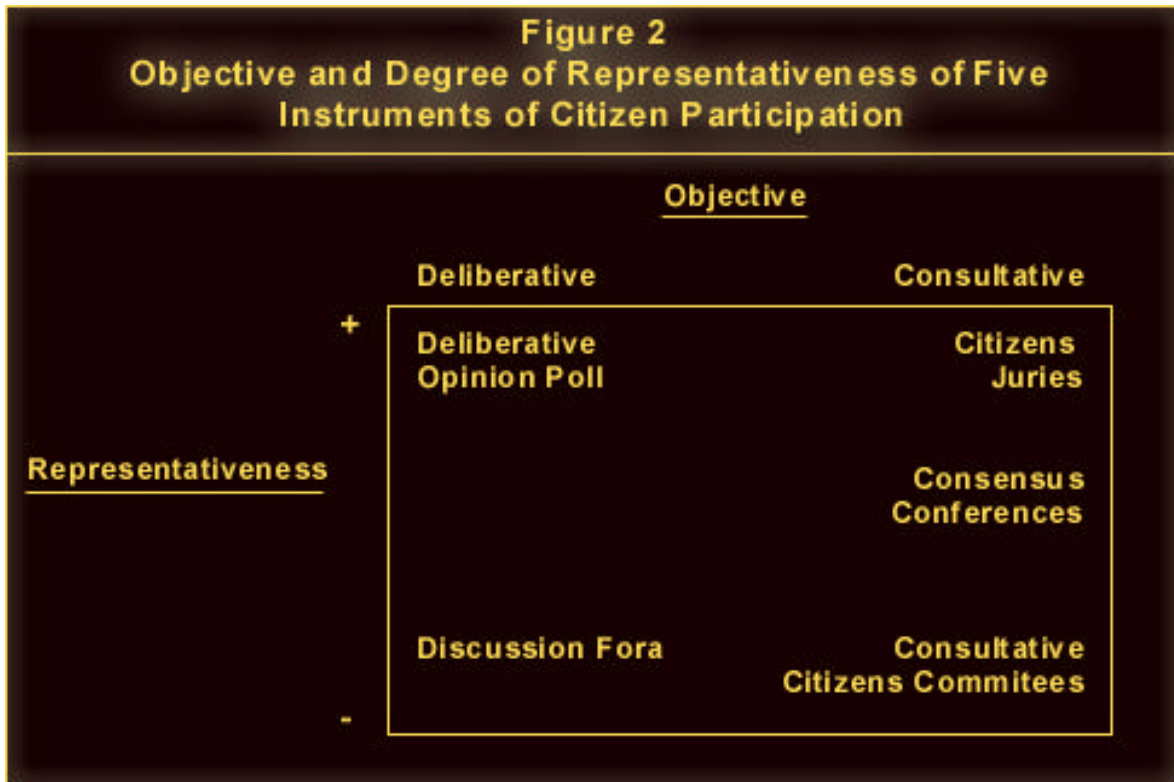 Figure 2
Objective and Degree of Representativeness of Five
Instruments of Citizen Participation
Objective
Deliberative Consultative
+
Deliberative Citizens
Opinion Poll Juries
Representativeness
Consensus
Conferences
Discussion Fora Consultative
Citizens Commitees
-